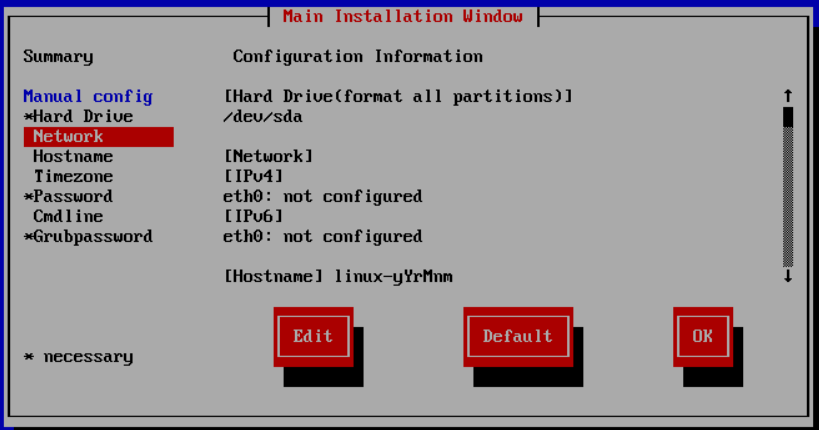 Main Installation Window
Summary Configuration Information
Manual config [Hard Drive(format all partitions)]
*Hard Drive /dev/sda
Network
Hostname [Network]
Timezone [IPv4]
*Password eth0: not configured
Cmdline [IPv6]
*Grubpassword eth0: not configured
[Hostname] linux-yYrMnm
Edit Default OK
* necessary